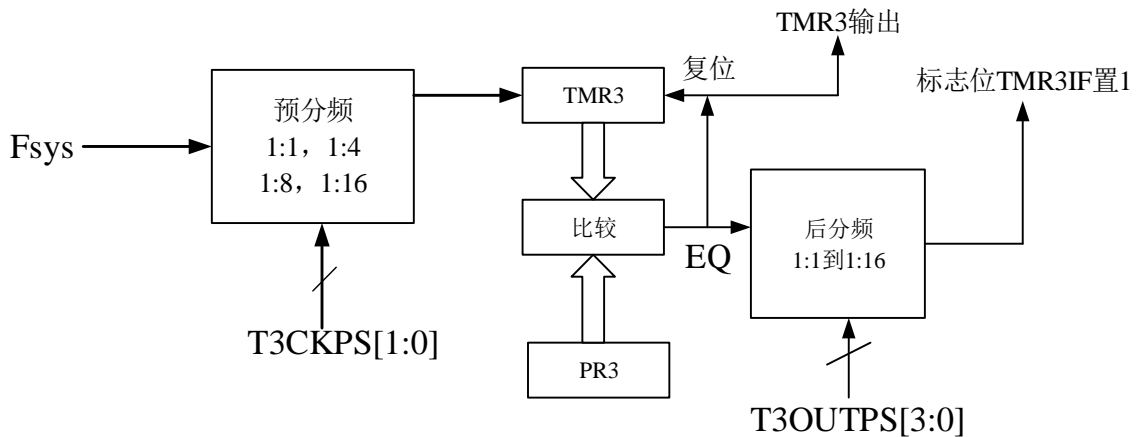 TMR3输出
标志位TMR3IF置1
复位
TMR3
预分频
1:1，1:4
1:8，1:16
Fsys
比较
EQ
后分频
1:1到1:16
T3CKPS[1:0]
PR3
T3OUTPS[3:0]